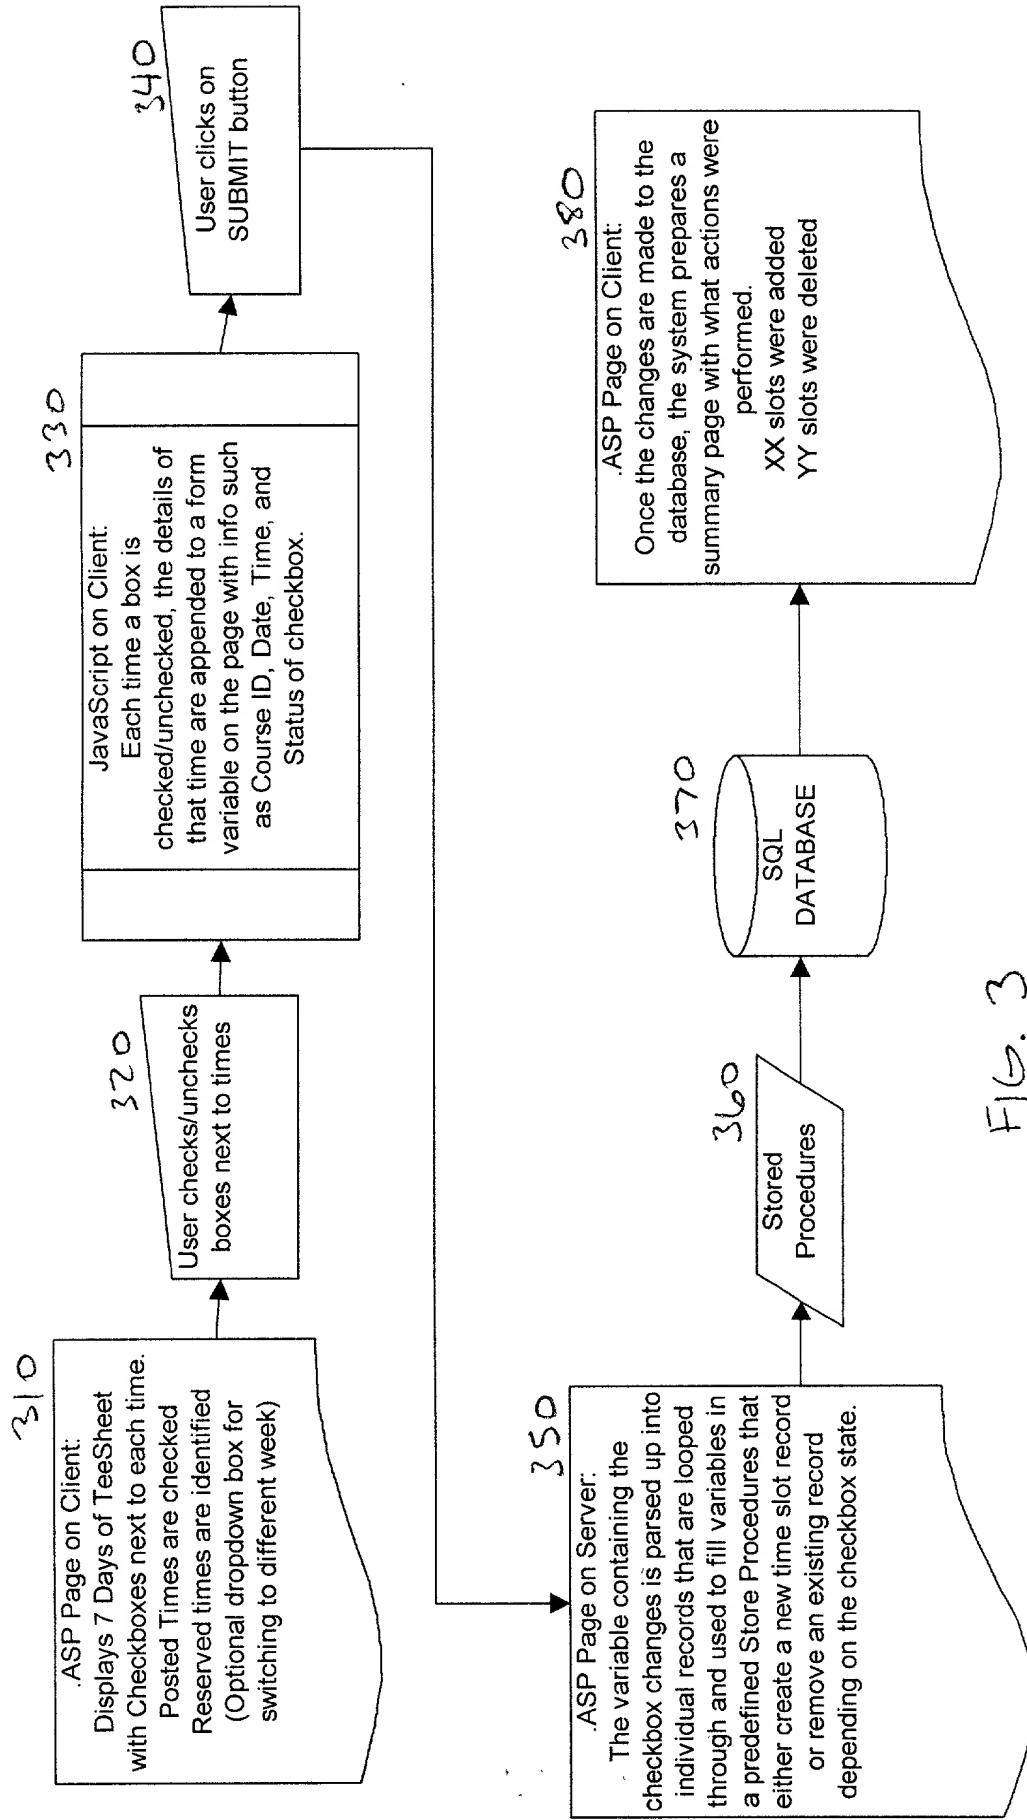 310
.ASP Page on Client:
Displays 7 Days of TeeSheet
with Checkboxes next to each time.
Posted Times are checked
Reserved times are identified
(Optional dropdown box for
switching to different week)
320
User checks/unchecks
boxes next to times
330
JavaScript on Client:
Each time a box is
checked/unchecked, the details of
that time are appended to a form
variable on the page with info such
as Course ID, Date, Time, and
Status of checkbox.
340
User clicks on
SUBMIT button
350
.ASP Page on Server:
The variable containing the
checkbox changes is parsed up into
individual records that are looped
through and used to fill variables in
a predefined Store Procedures that
either create a new time slot record
or remove an existing record
depending on the checkbox state.
360
Stored
Procedures
370
SQL
DATABASE
380
.ASP Page on Client:
Once the changes are made to the
database, the system prepares a
summary page with what actions were
performed.
XX slots were added
YY slots were deleted
FIG. 3